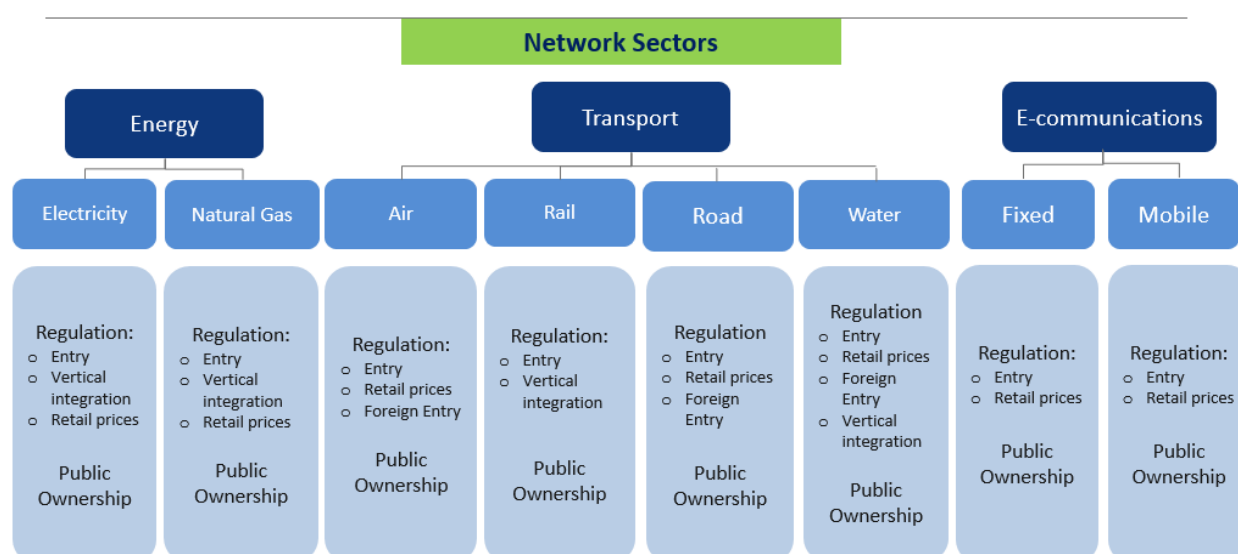 Network Sectors
Energy
Transport
E-communications
Electricity
Natural Gas
Air
Rail
Road
Water
Fixed
Mobile
Regulation:
o Entry
o Vertical
integration
o Retail prices
Public
Ownership
Regulation:
o Entry
o Vertical
integration
o Retail prices
Public
Ownership
Regulation:
o Entry
o Retail prices
o Foreign Entry
Public
Ownership
Regulation:
o Entry
o Vertical
integration
Public
Ownership
Regulation
o Entry
o Retail prices
o Foreign
Entry
Public
Ownership
Regulation
o Entry
o Retail prices
o Foreign
Entry
o Vertical
integration
Public
Ownership
Regulation:
o Entry
o Retail prices
Public
Ownership
Regulation:
o Entry
o Retail prices
Public
Ownership